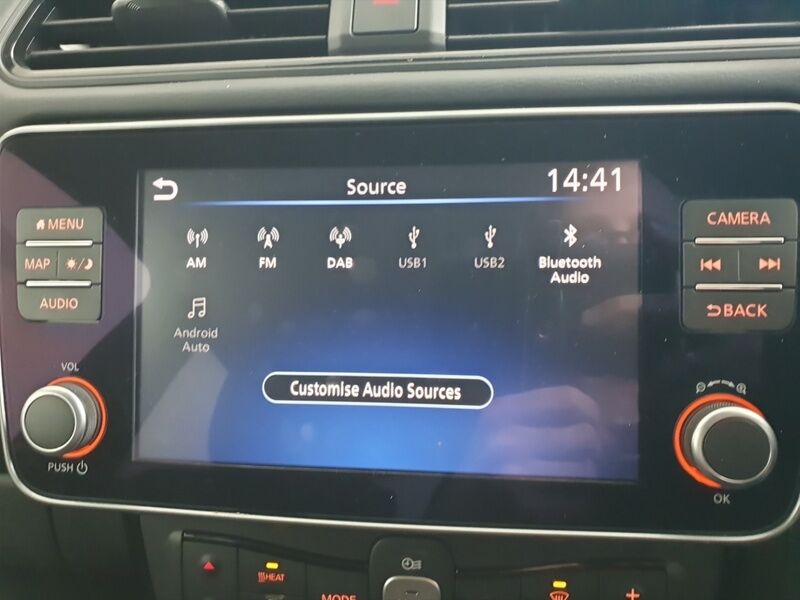 Source
14:41
MENU
MAP
AUDIO
VOL
PUSH
AM
FM
DAB
USB1
USB2
Bluetooth
Audio
Android
Auto
Customise Audio Sources
CAMERA
BACK
OK
HEAT
MODE